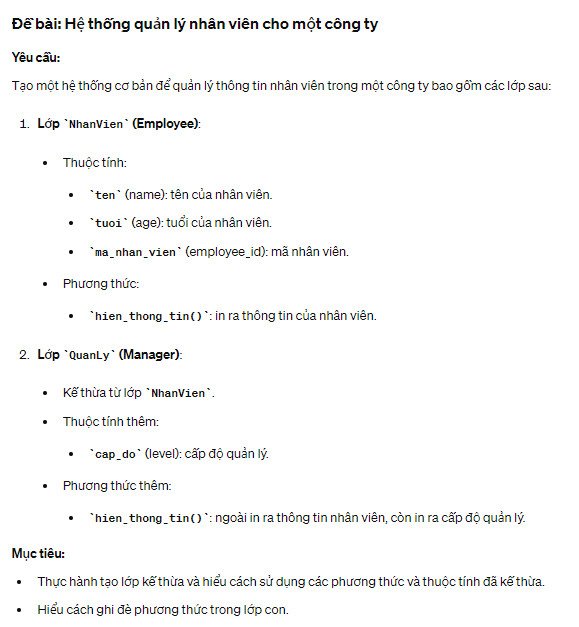 Đề bài: Hệ thống quản lý nhân viên cho một công ty
Yêu cầu:
Tạo một hệ thống cơ bản để quản lý thông tin nhân viên trong một công ty bao gồm các lớp sau:
1. Lớp `NhanVien` (Employee):
• Thuộc tính:
• `ten` (name): tên của nhân viên.
• `tuoi` (age): tuổi của nhân viên.
• `ma_nhan_vien` (employee_id): mã nhân viên.
• Phương thức:
• `hien_thong_tin()`: in ra thông tin của nhân viên.
2. Lớp `QuanLy` (Manager):
• Kế thừa từ lớp `NhanVien`.
• Thuộc tính thêm:
• `cap_do` (level): cấp độ quản lý.
• Phương thức thêm:
• `hien_thong_tin()`: ngoài in ra thông tin nhân viên, còn in ra cấp độ quản lý.
Mục tiêu:
• Thực hành tạo lớp kế thừa và hiểu cách sử dụng các phương thức và thuộc tính đã kế thừa.
• Hiểu cách ghi đè phương thức trong lớp con.